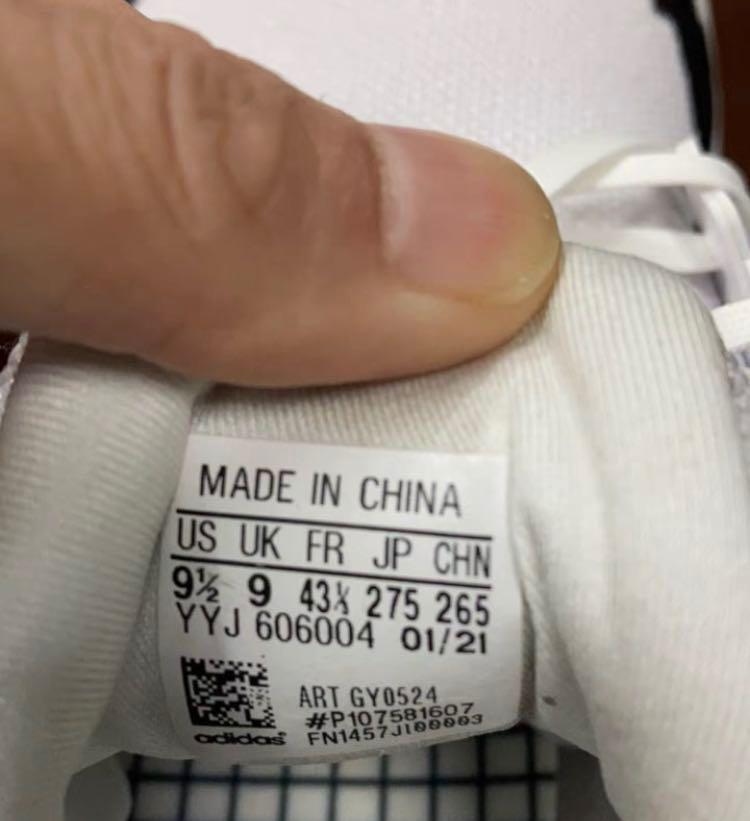 MADE IN CHINA
US UK FR JP CHN
9½ 9 43⅓ 275 265
YYJ 606004 01/21
ART GY0524
#P107581607
adidas